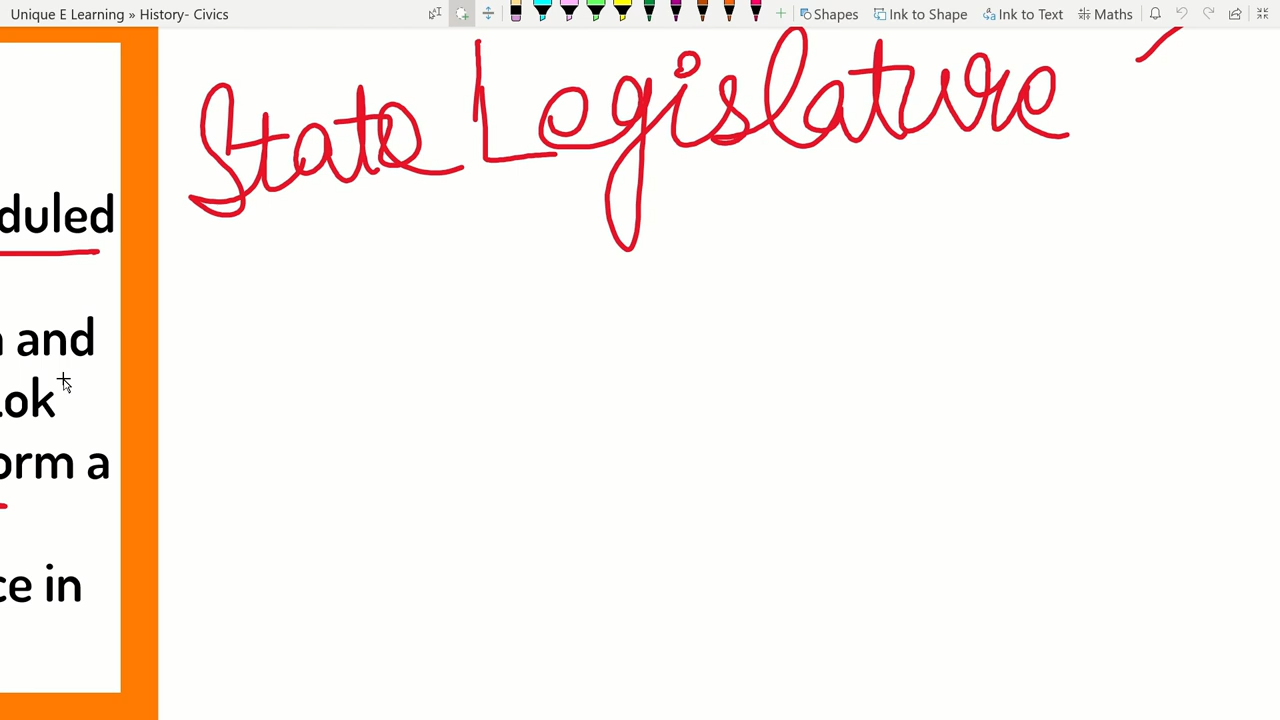 Unique E Learning » History- Civics
Shapes Ink to Shape Ink to Text Maths
State Legislature
duled
and
Lok
orm a
ce in